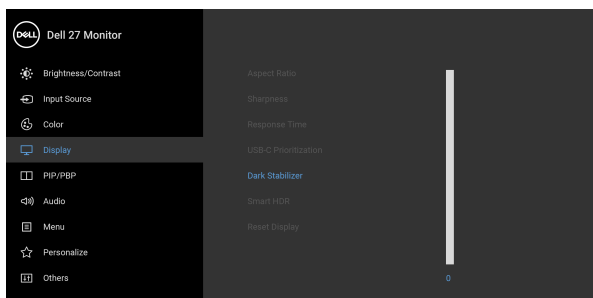 DELL Dell 27 Monitor
Brightness/Contrast
Input Source
Color
Display
PIP/PBP
Audio
Menu
Personalize
Others
Aspect Ratio
Sharpness
Response Time
USB-C Prioritization
Dark Stabilizer
Smart HDR
Reset Display
0